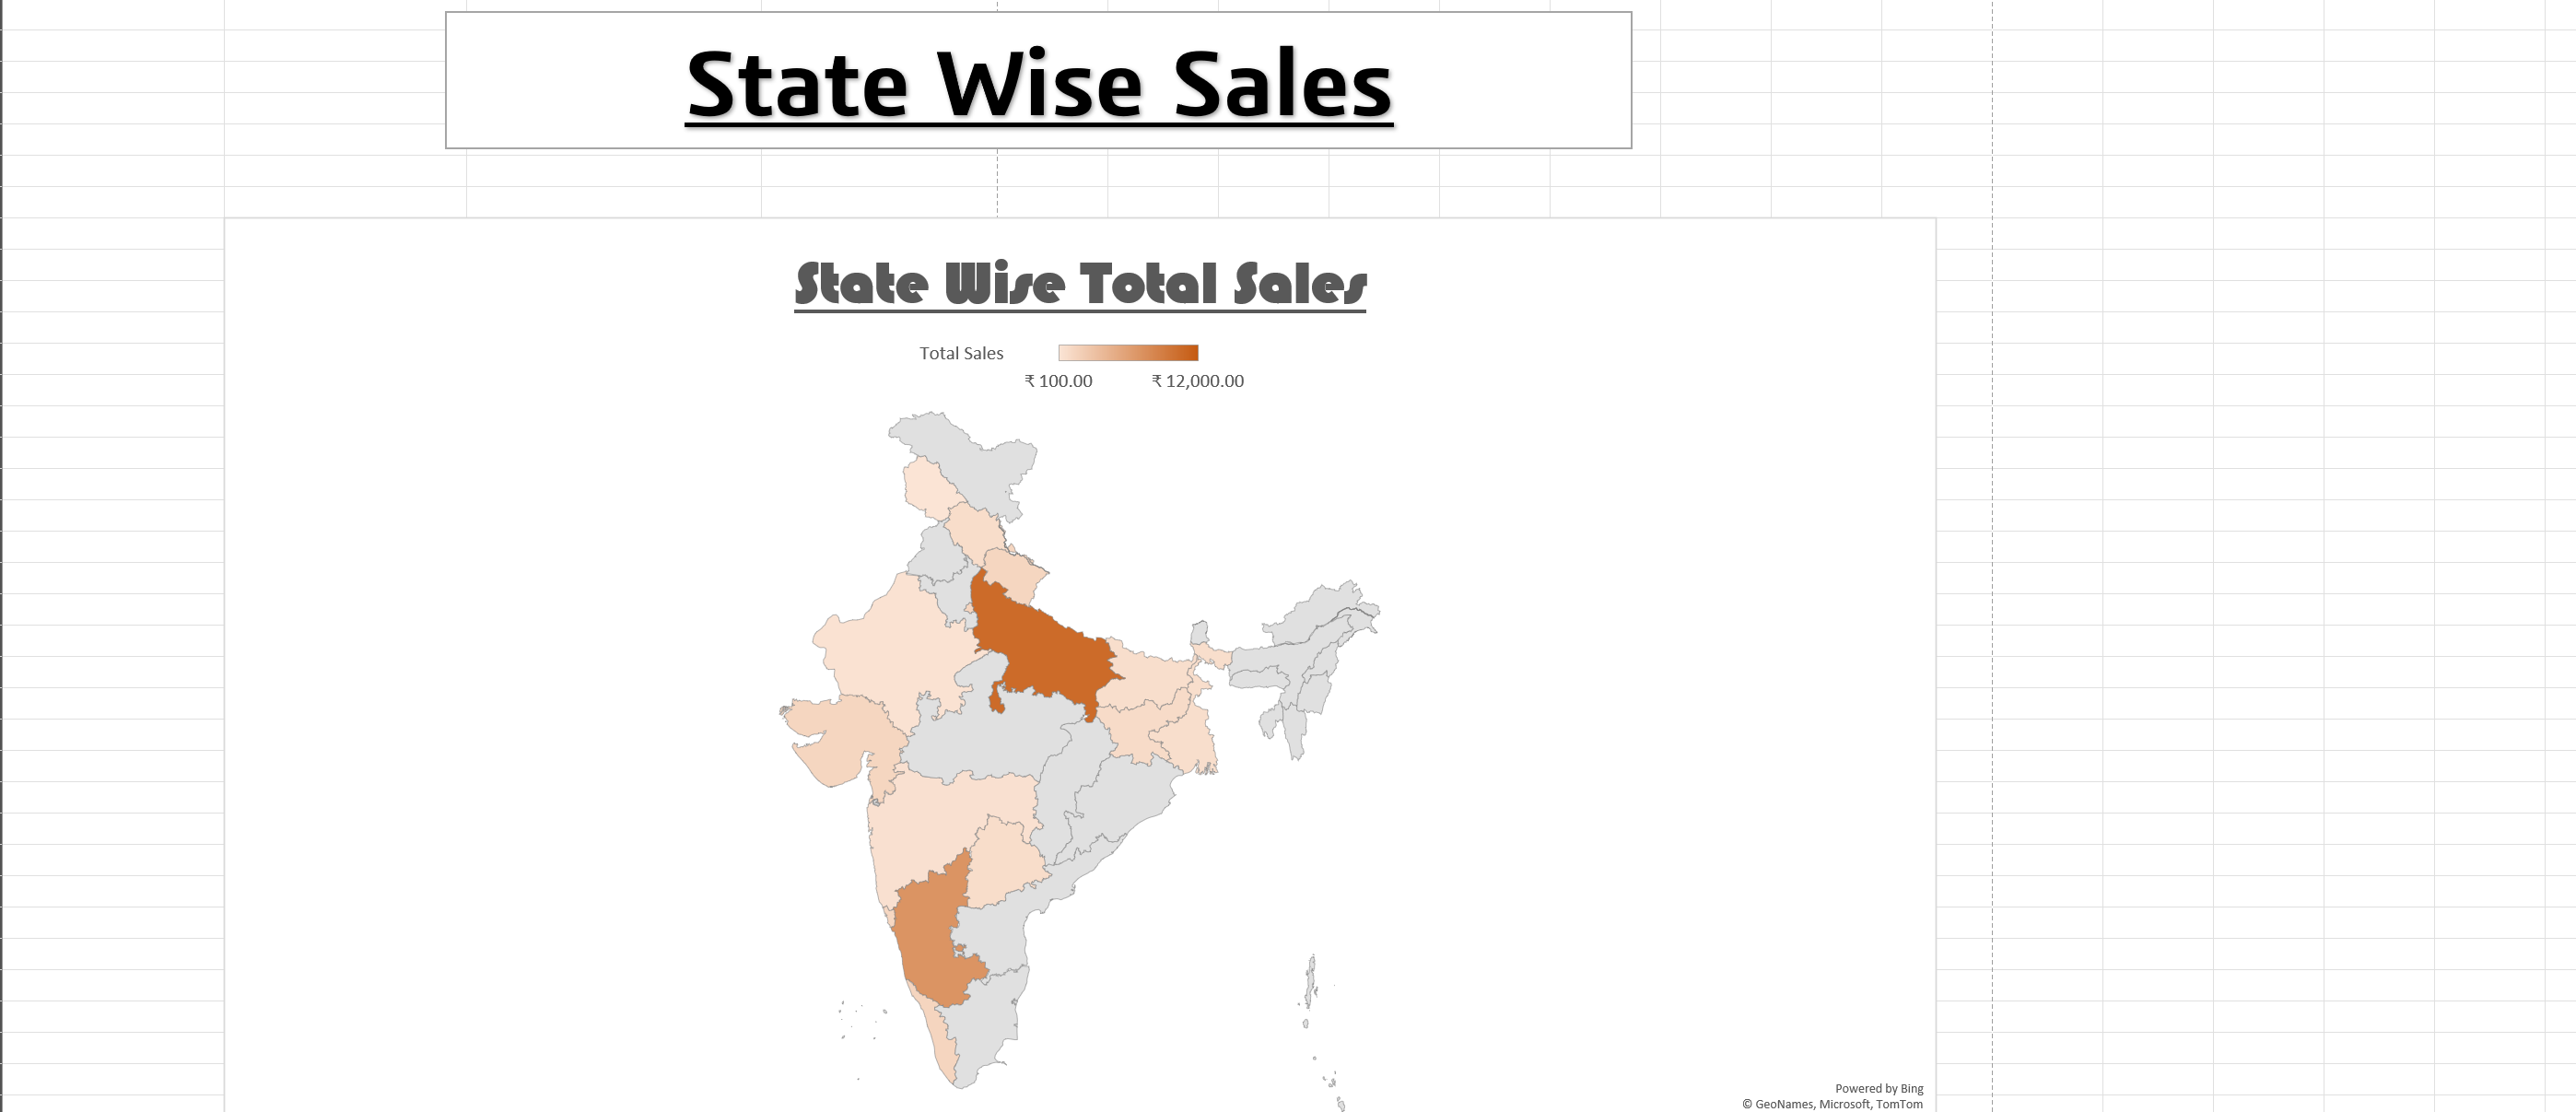 State Wise Sales
State Wise Total Sales
Total Sales
₹ 100.00 ₹ 12,000.00
Powered by Bing
© GeoNames, Microsoft, TomTom